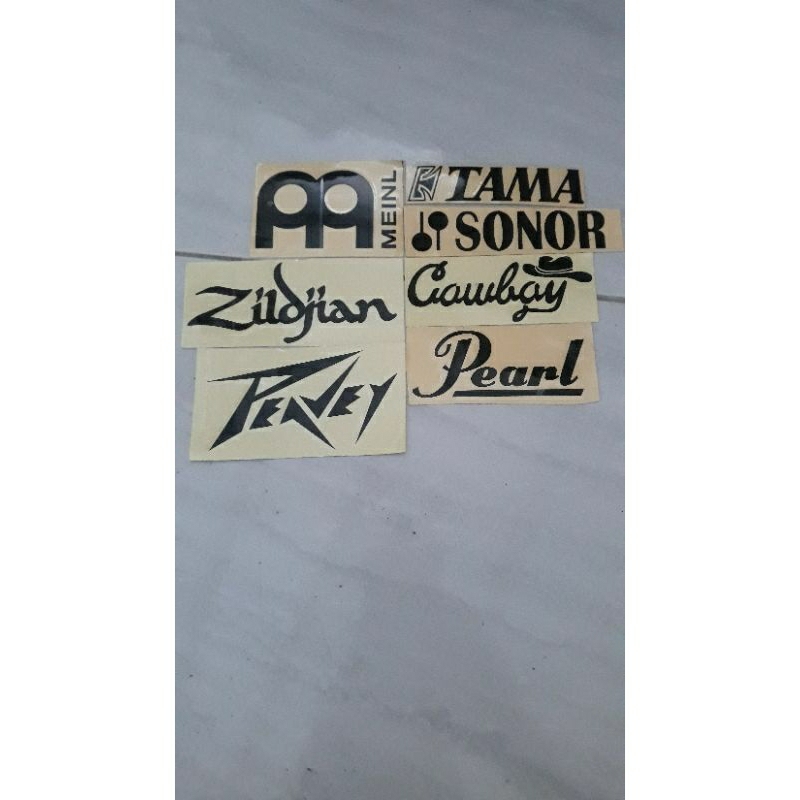 MEINL
TAMA
SONOR
Zildjian
Cowboy
PEAVEY
Pearl